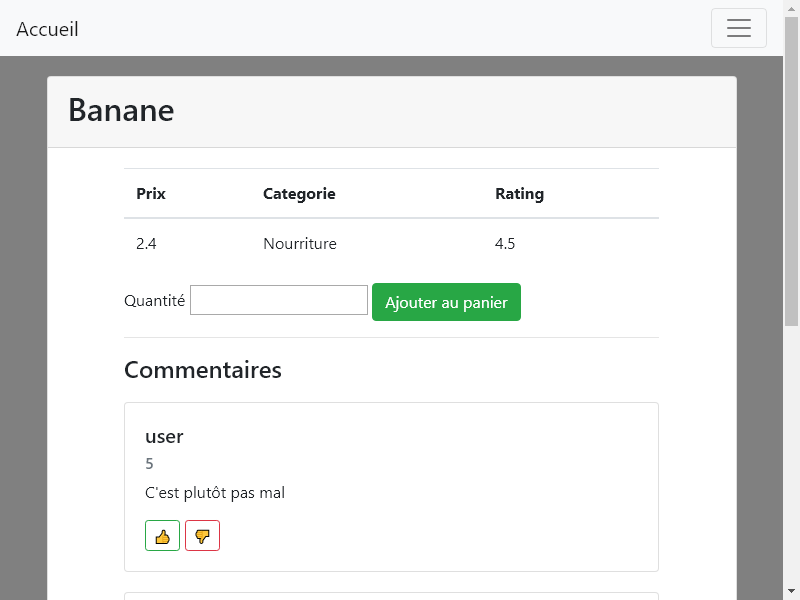 Accueil
Banane
Prix Categorie Rating
2.4 Nourriture 4.5
Quantité Ajouter au panier
Commentaires
user
5
C'est plutôt pas mal